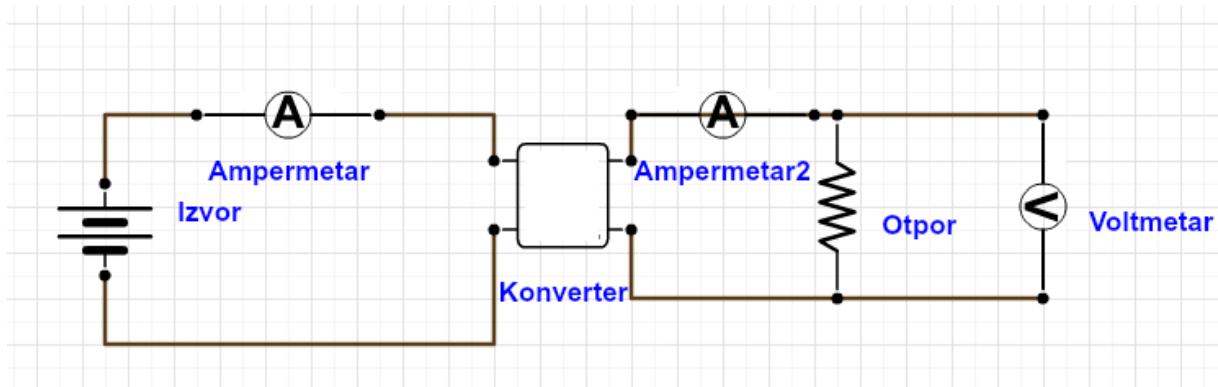 A
A
Ampermetar
Ampermetar2
Izvor
V
Otpor
Voltmetar
Konverter